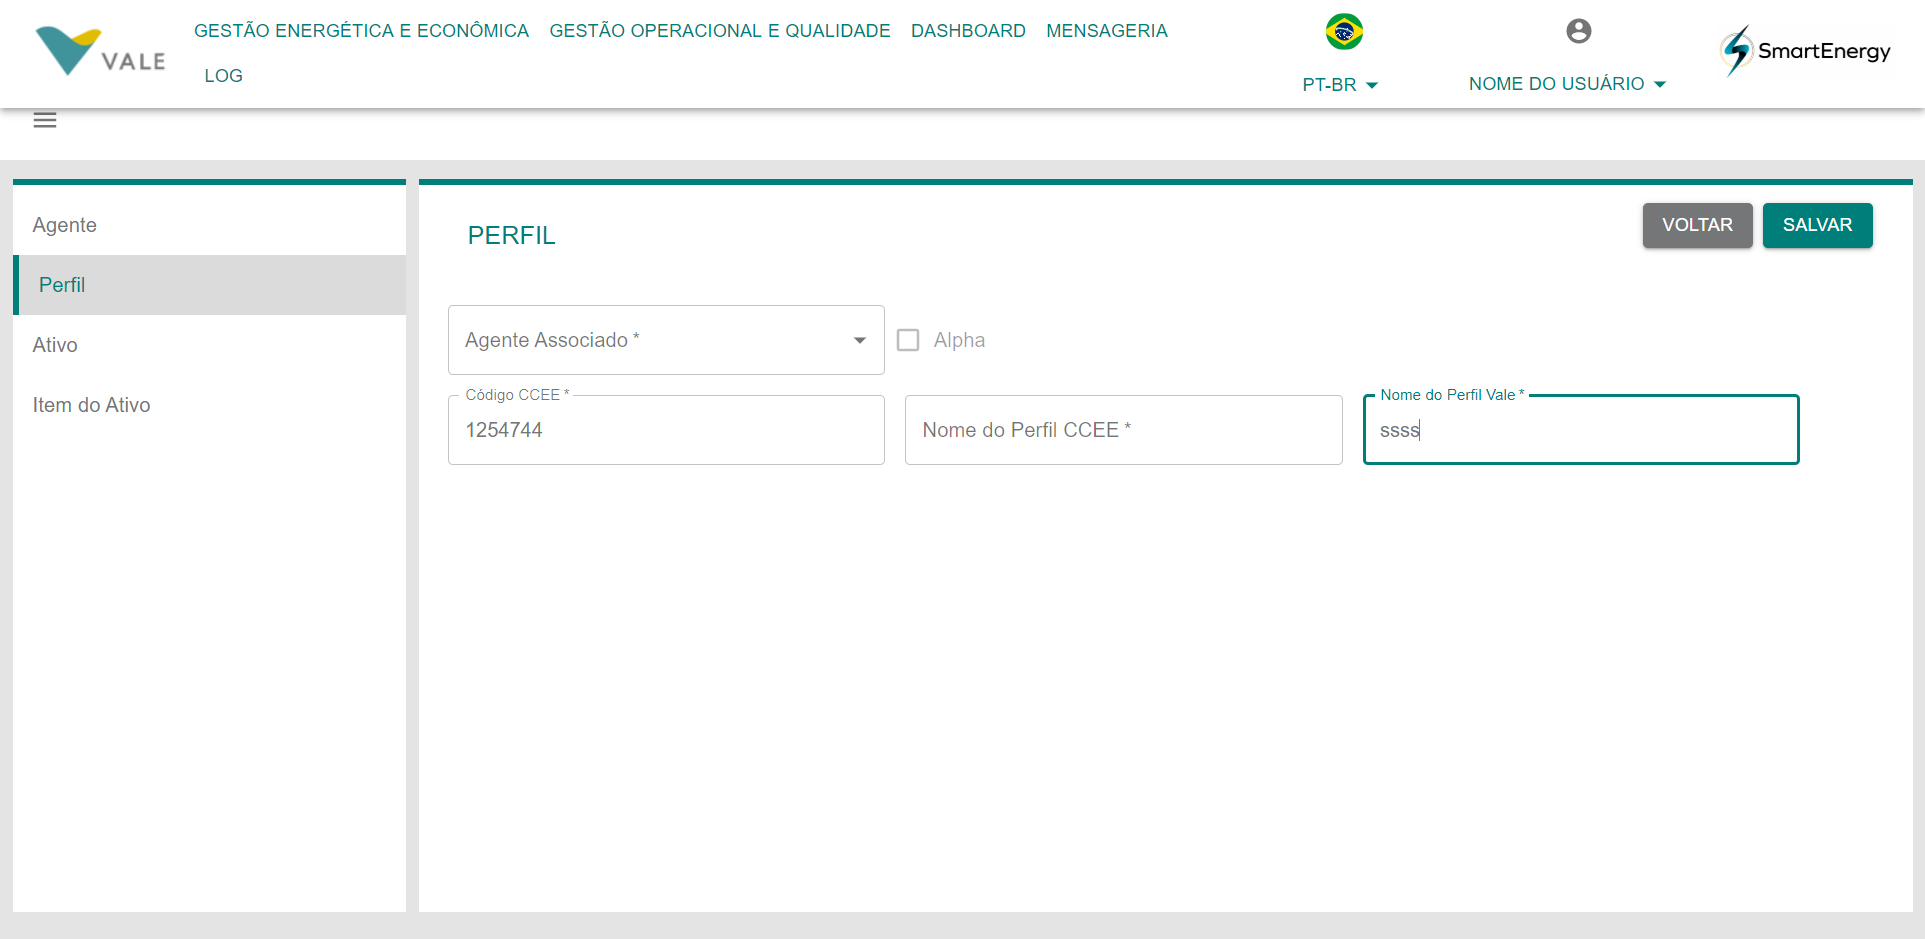 VALE
GESTÃO ENERGÉTICA E ECONÔMICA GESTÃO OPERACIONAL E QUALIDADE DASHBOARD MENSAGERIA
LOG
PT-BR
NOME DO USUÁRIO
SmartEnergy
Agente
Perfil
Ativo
Item do Ativo
PERFIL
VOLTAR
SALVAR
Agente Associado *
Alpha
Código CCEE *
1254744
Nome do Perfil CCEE *
Nome do Perfil Vale *
ssss